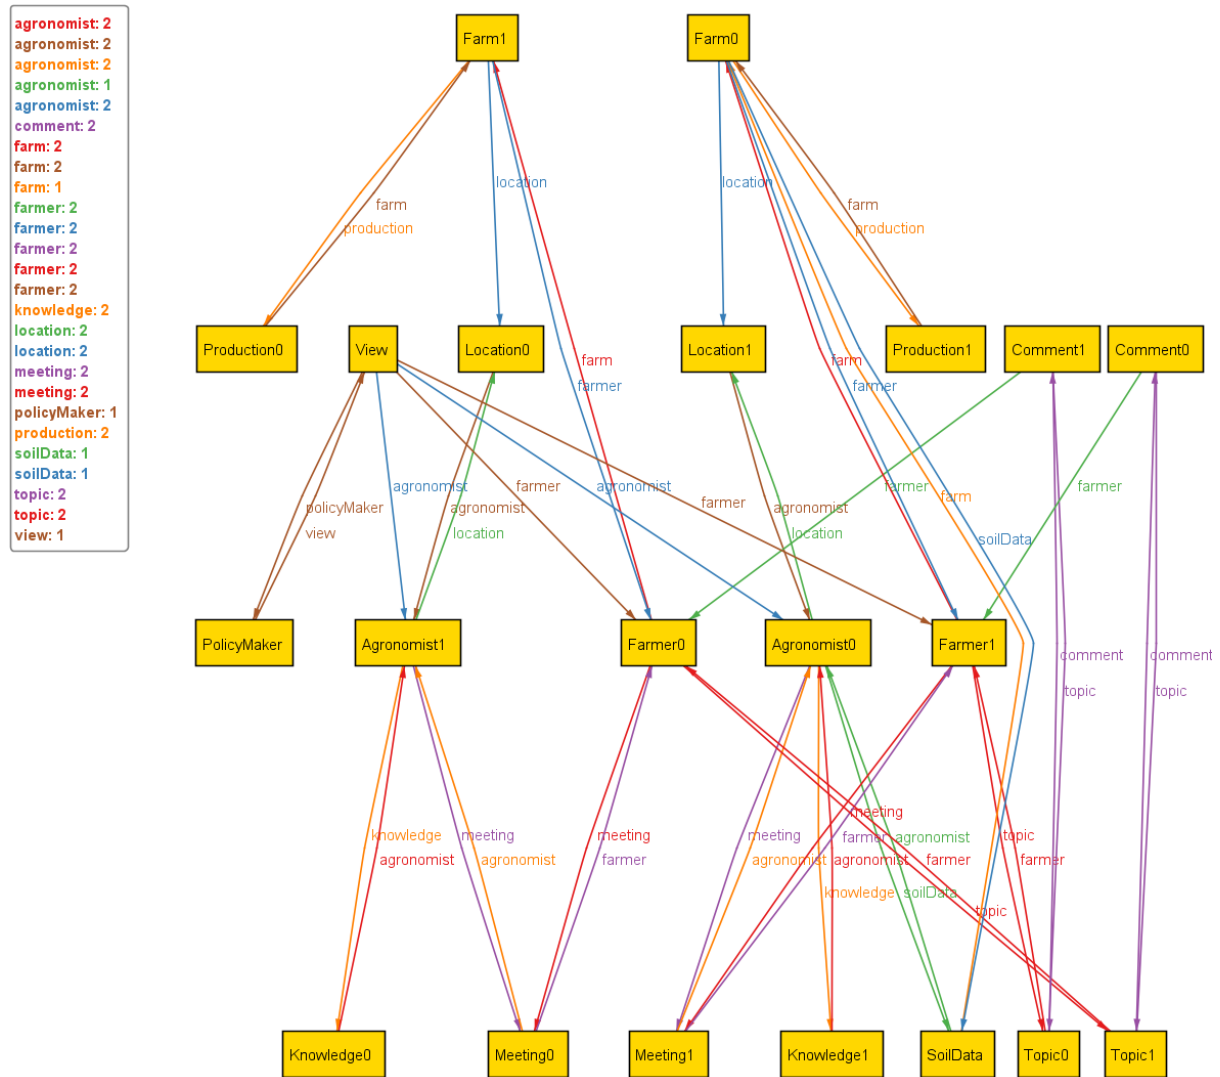 agronomist: 2
agronomist: 2
agronomist: 2
agronomist: 1
agronomist: 2
comment: 2
farm: 2
farm: 2
farm: 1
farmer: 2
farmer: 2
farmer: 2
farmer: 2
farmer: 2
knowledge: 2
location: 2
location: 2
meeting: 2
meeting: 2
policyMaker: 1
production: 2
soilData: 1
soilData: 1
topic: 2
topic: 2
view: 1
Farm1 Farm0
location location
farm farm
production production
Production0 View Location0 Location1 Production1 Comment1 Comment0
farm farm
farmer farmer
agronomist farmer agronomist farmer farmer farmer
policyMaker agronomist agronomist farm
view location location soilData
PolicyMaker Agronomist1 Farmer0 Agronomist0 Farmer1
comment comment
topic topic
meeting
knowledge meeting meeting meeting farmer agronomist topic
agronomist agronomist farmer agronomist agronomist farmer farmer
knowledge soilData
topic
Knowledge0 Meeting0 Meeting1 Knowledge1 SoilData Topic0 Topic1